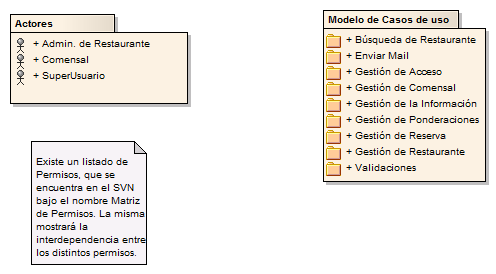 Actores
+ Admin. de Restaurante
+ Comensal
+ SuperUsuario
Existe un listado de
Permisos, que se
encuentra en el SVN
bajo el nombre Matriz
de Permisos. La misma
mostrará la
interdependencia entre
los distintos permisos.
Modelo de Casos de uso
+ Búsqueda de Restaurante
+ Enviar Mail
+ Gestión de Acceso
+ Gestión de Comensal
+ Gestión de la Información
+ Gestión de Ponderaciones
+ Gestión de Reserva
+ Gestión de Restaurante
+ Validaciones